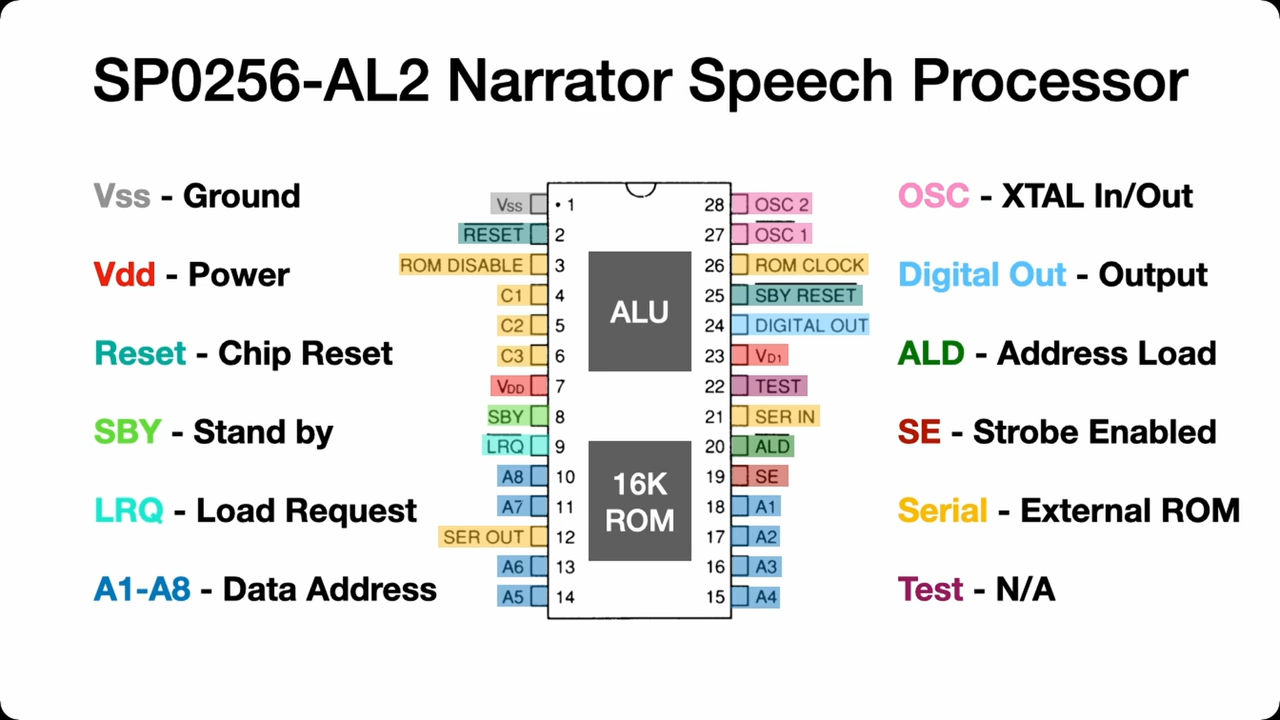 SP0256-AL2 Narrator Speech Processor
Vss - Ground
Vdd - Power
Reset - Chip Reset
SBY - Stand by
LRQ - Load Request
A1-A8 - Data Address
Vss 1
RESET 2
ROM DISABLE 3
C1 4
C2 5
C3 6
VDD 7
SBY 8
LRQ 9
A8 10
A7 11
SER OUT 12
A6 13
A5 14
ALU
16K
ROM
28 OSC 2
27 OSC 1
26 ROM CLOCK
25 SBY RESET
24 DIGITAL OUT
23 VD1
22 TEST
21 SER IN
20 ALD
19 SE
18 A1
17 A2
16 A3
15 A4
OSC - XTAL In/Out
Digital Out - Output
ALD - Address Load
SE - Strobe Enabled
Serial - External ROM
Test - N/A